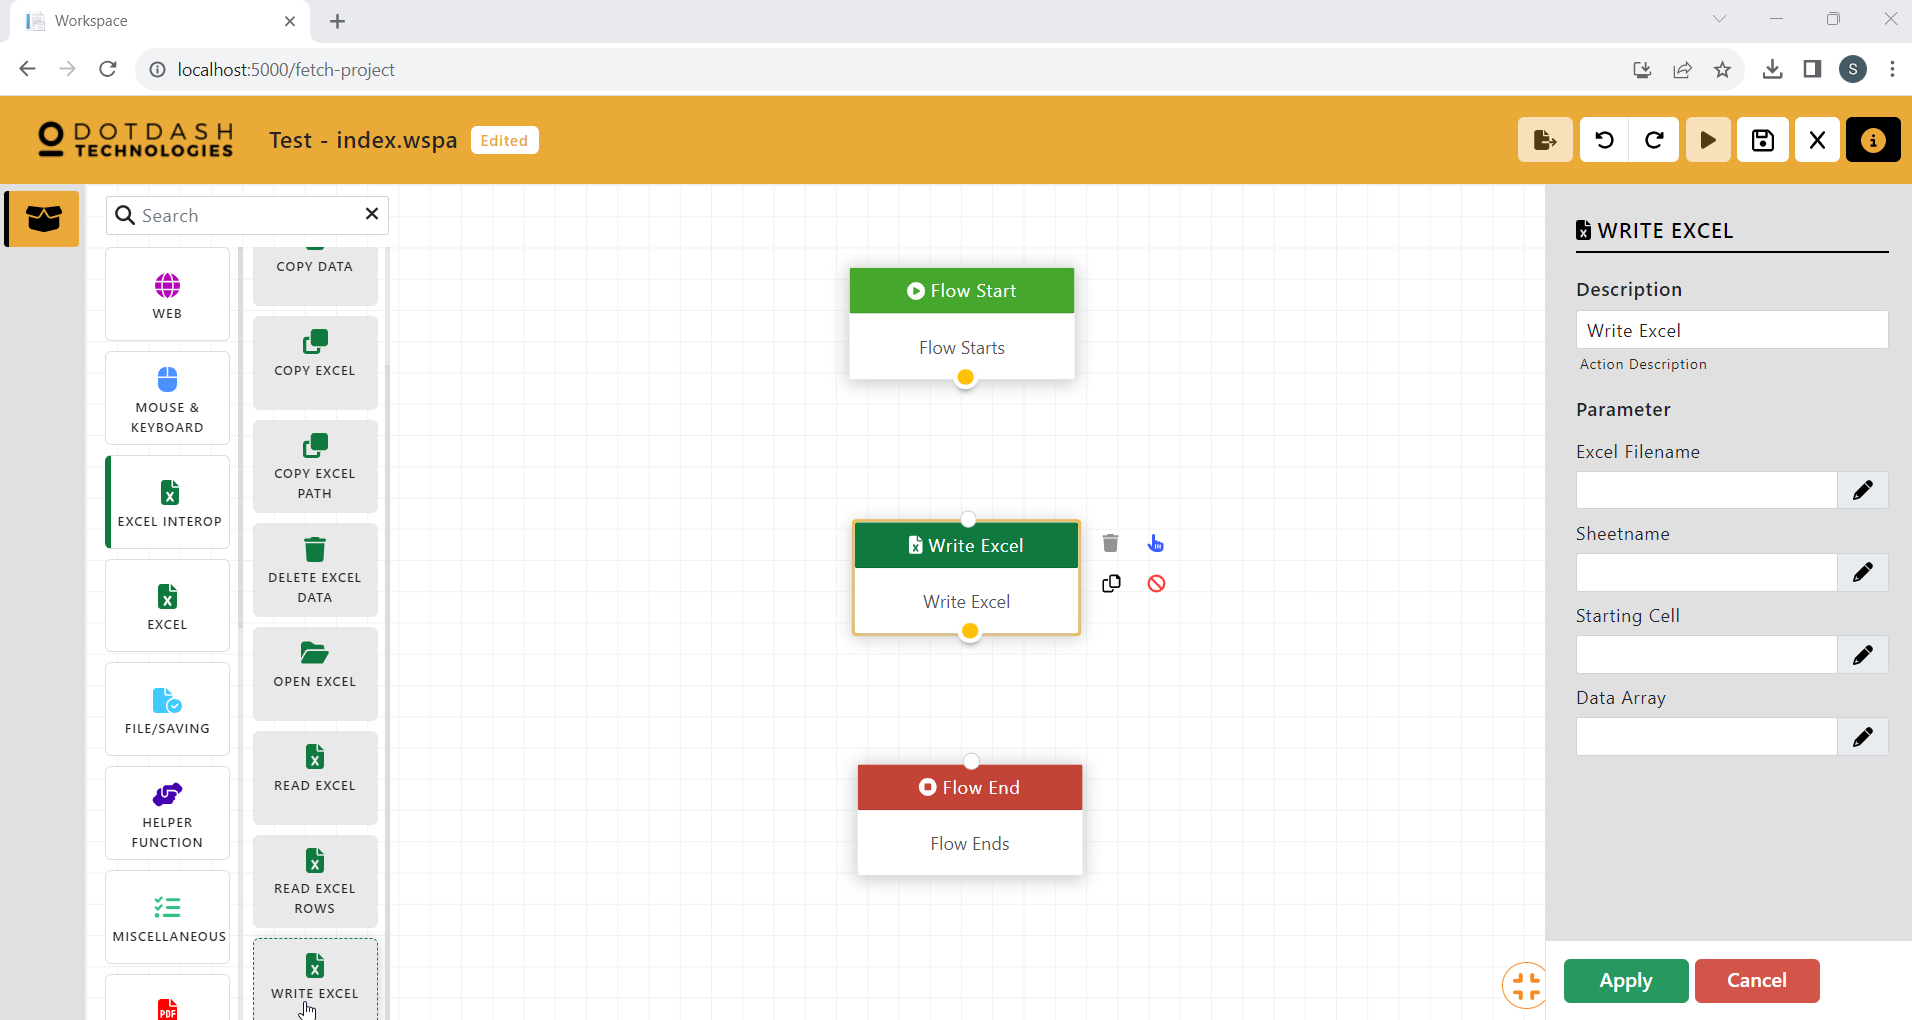 Workspace
localhost:5000/fetch-project
DOTDASH
TECHNOLOGIES
Test - index.wspa
Edited
S
Search
WEB
MOUSE &
KEYBOARD
EXCEL INTEROP
EXCEL
FILE/SAVING
HELPER
FUNCTION
MISCELLANEOUS
PDF
COPY DATA
COPY EXCEL
COPY EXCEL
PATH
DELETE EXCEL
DATA
OPEN EXCEL
READ EXCEL
READ EXCEL
ROWS
WRITE EXCEL
Flow Start
Flow Starts
Write Excel
Write Excel
Flow End
Flow Ends
WRITE EXCEL
Description
Write Excel
Action Description
Parameter
Excel Filename
Sheetname
Starting Cell
Data Array
Apply
Cancel